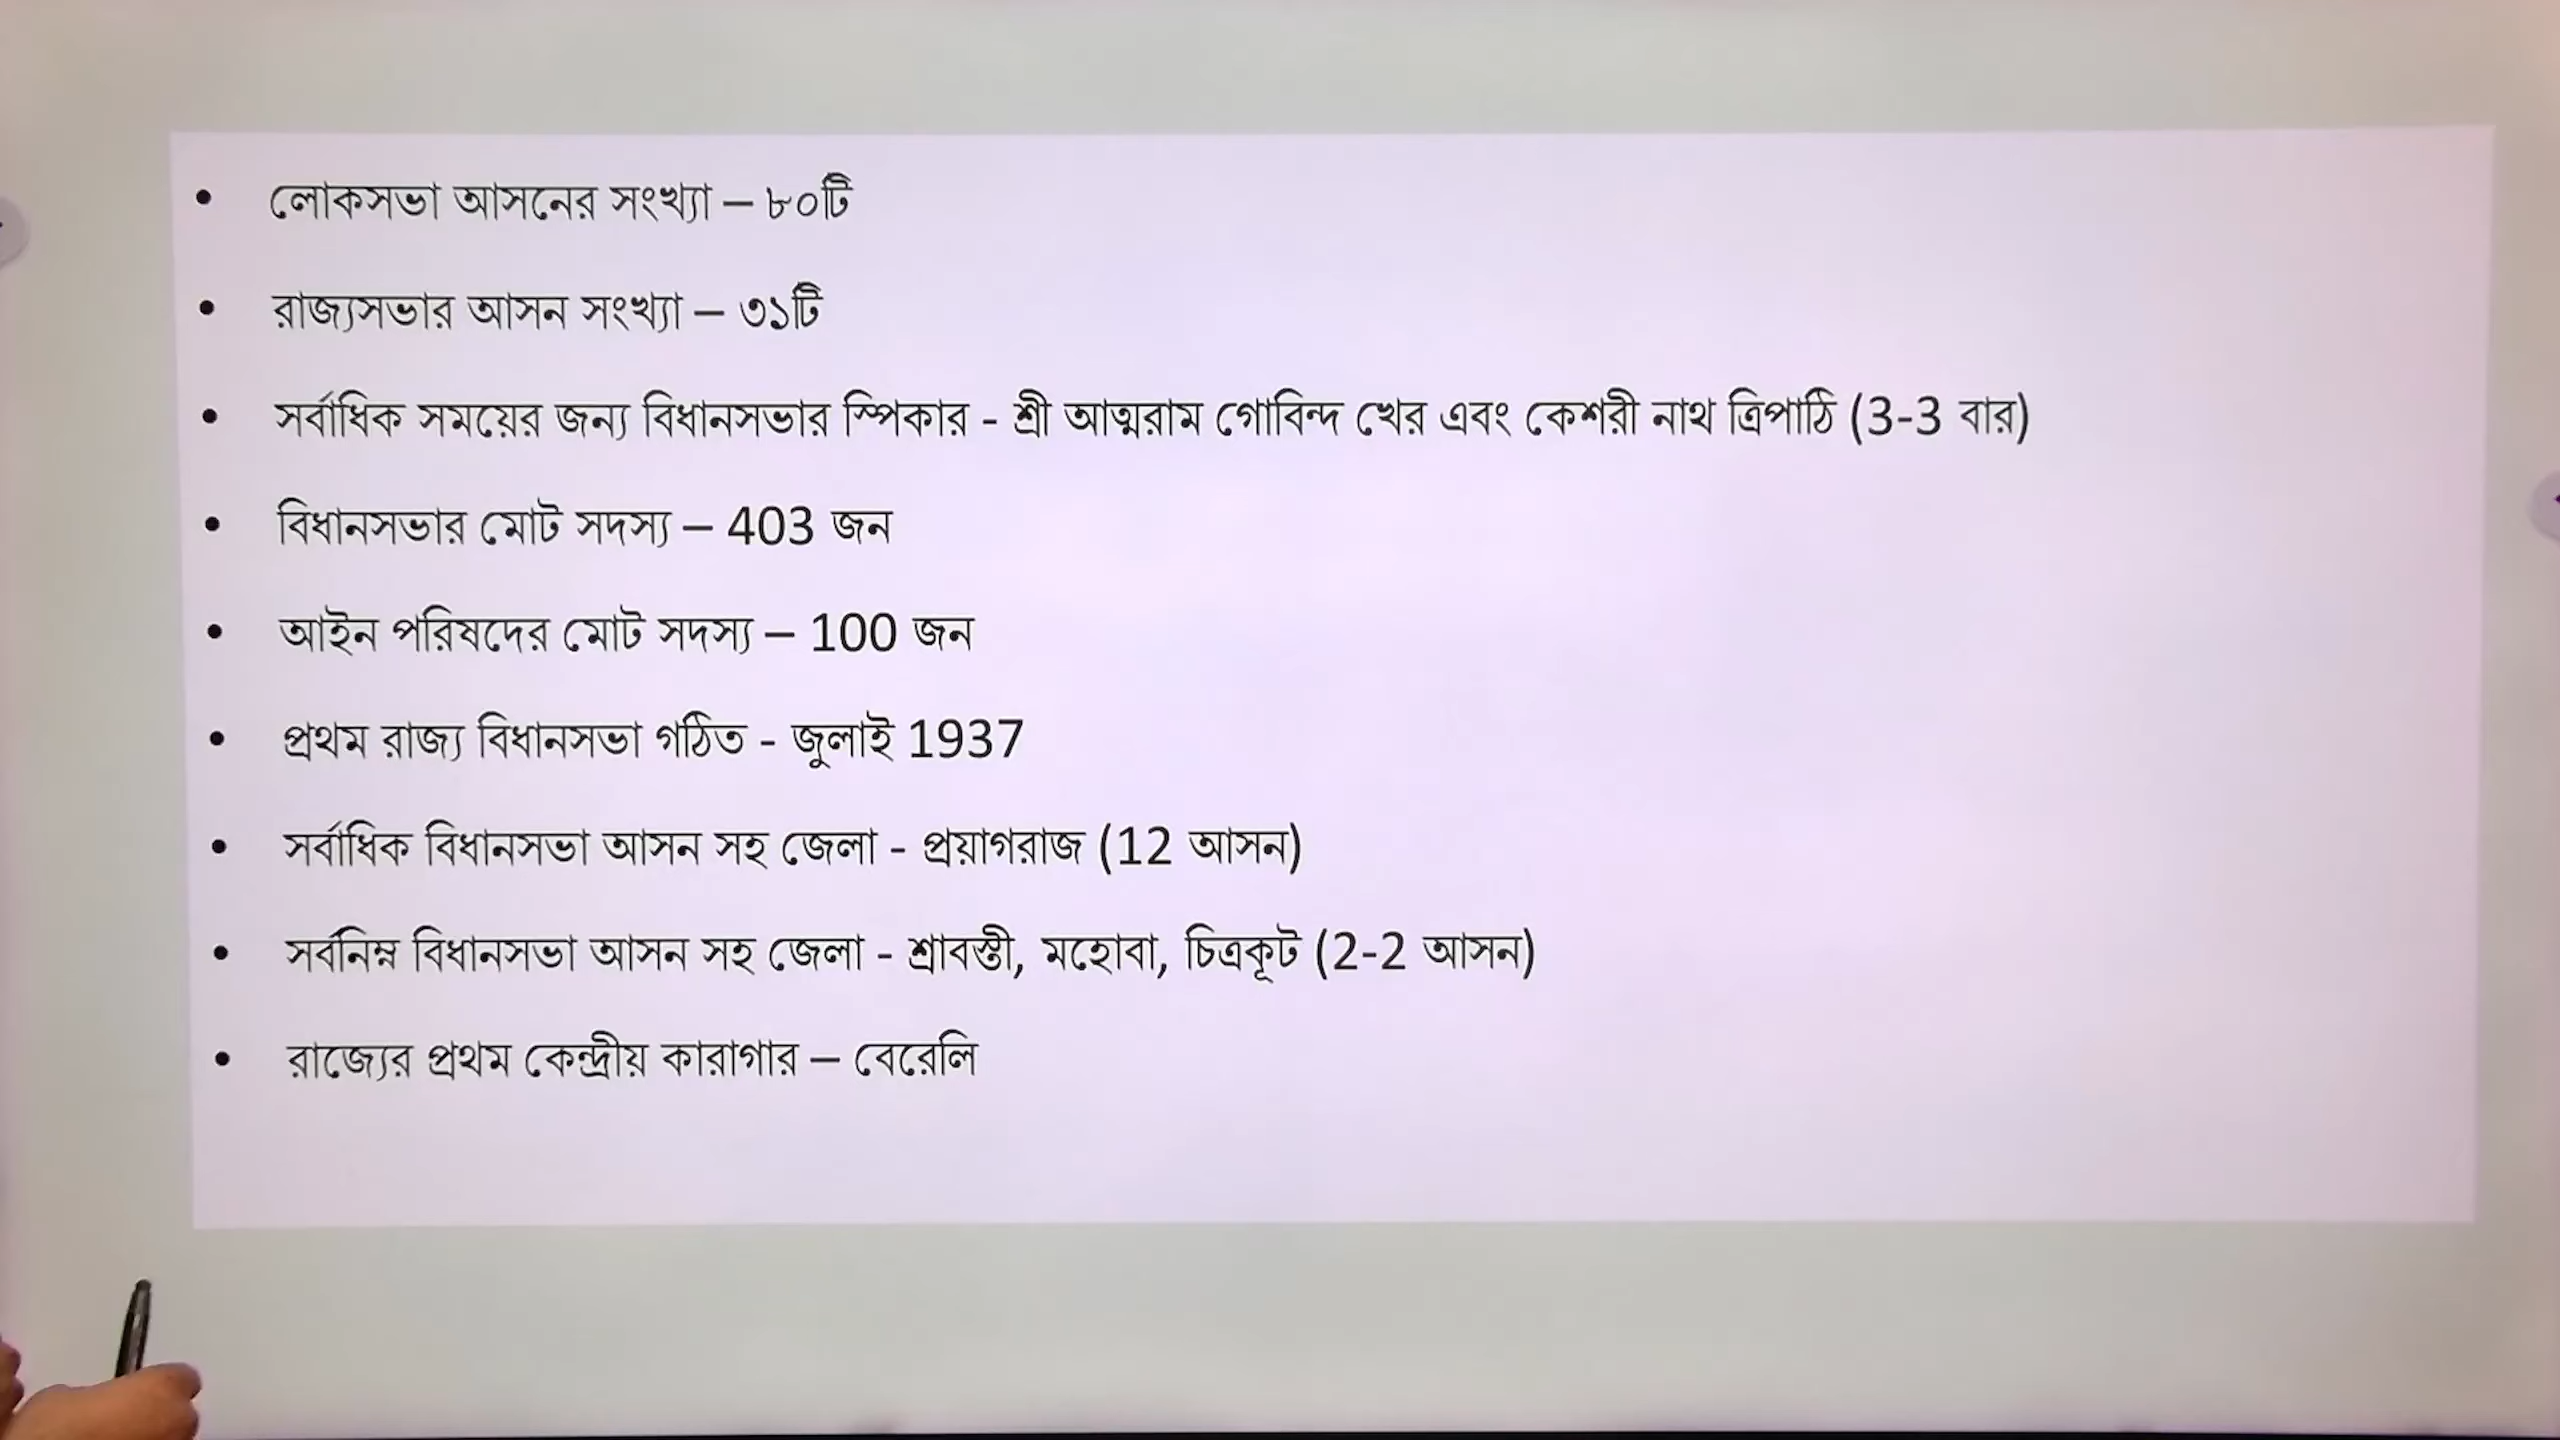 • লোকসভা আসনের সংখ্যা – ৮০টি
• রাজ্যসভার আসন সংখ্যা – ৩১টি
• সর্বাধিক সময়ের জন্য বিধানসভার স্পিকার - শ্রী আত্মরাম গোবিন্দ খের এবং কেশরী নাথ ত্রিপাঠি (3-3 বার)
• বিধানসভার মোট সদস্য – 403 জন
• আইন পরিষদের মোট সদস্য – 100 জন
• প্রথম রাজ্য বিধানসভা গঠিত - জুলাই 1937
• সর্বাধিক বিধানসভা আসন সহ জেলা - প্রয়াগরাজ (12 আসন)
• সর্বনিম্ন বিধানসভা আসন সহ জেলা - শ্রাবস্তী, মহোবা, চিত্রকূট (2-2 আসন)
• রাজ্যের প্রথম কেন্দ্রীয় কারাগার – বেরেলি